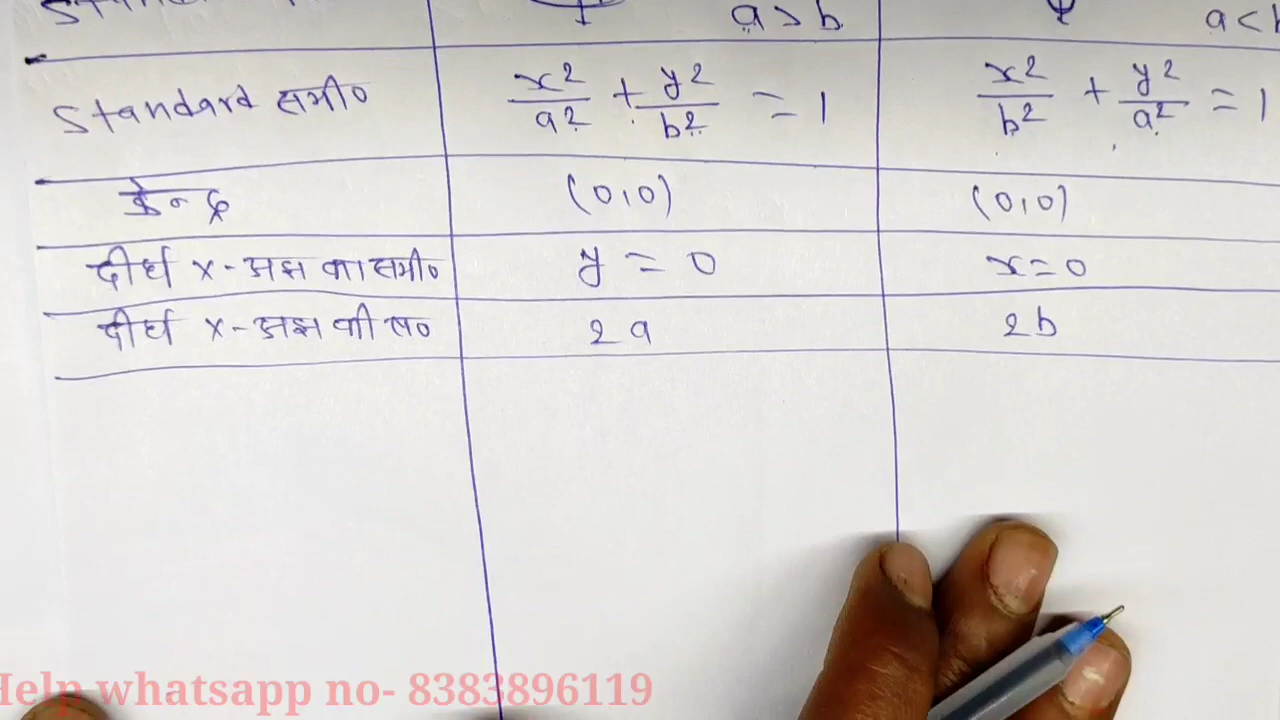 a > b a <
Standard समी० x²/a² + y²/b² = 1 x²/b² + y²/a² = 1
केन्द्र (0,0) (0,0)
दीर्घ x-अक्ष का समी० y = 0 x=0
दीर्घ x-अक्ष की ल० 2a 2b
Help whatsapp no- 8383896119